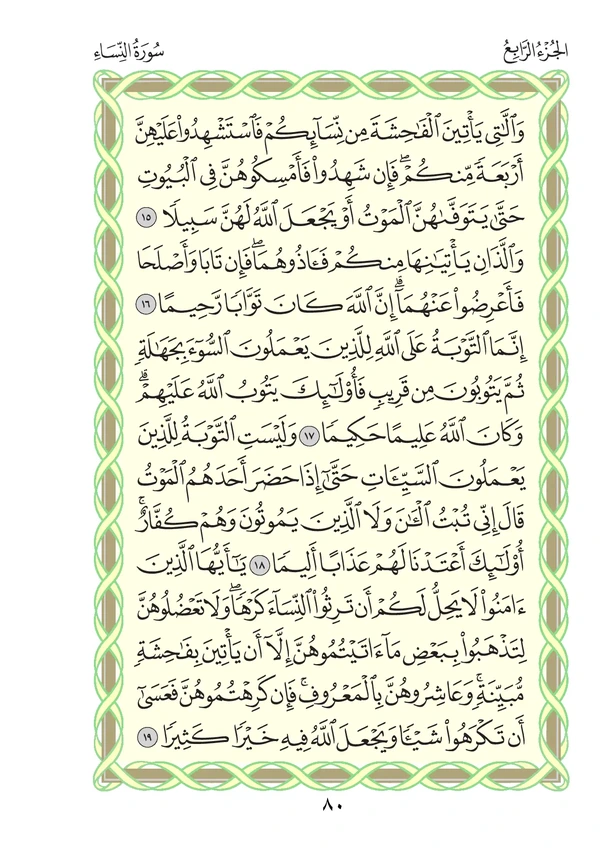 الجُزْءُ الرَّابِعُ
سُورَةُ النِّسَاءِ
وَٱلَّٰتِي يَأۡتِينَ ٱلۡفَٰحِشَةَ مِن نِّسَآئِكُمۡ فَٱسۡتَشۡهِدُواْ عَلَيۡهِنَّ
أَرۡبَعَةٗ مِّنكُمۡۖ فَإِن شَهِدُواْ فَأَمۡسِكُوهُنَّ فِي ٱلۡبُيُوتِ
حَتَّىٰ يَتَوَفَّىٰهُنَّ ٱلۡمَوۡتُ أَوۡ يَجۡعَلَ ٱللَّهُ لَهُنَّ سَبِيلٗا ١٥
وَٱلَّذَانِ يَأۡتِيَٰنِهَا مِنكُمۡ فَـَٔاذُوهُمَاۖ فَإِن تَابَا وَأَصۡلَحَا
فَأَعۡرِضُواْ عَنۡهُمَآۗ إِنَّ ٱللَّهَ كَانَ تَوَّابٗا رَّحِيمًا ١٦
إِنَّمَا ٱلتَّوۡبَةُ عَلَى ٱللَّهِ لِلَّذِينَ يَعۡمَلُونَ ٱلسُّوٓءَ بِجَهَٰلَةٖ
ثُمَّ يَتُوبُونَ مِن قَرِيبٖ فَأُوْلَٰٓئِكَ يَتُوبُ ٱللَّهُ عَلَيۡهِمۡۗ
وَكَانَ ٱللَّهُ عَلِيمًا حَكِيمٗا ١٧ وَلَيۡسَتِ ٱلتَّوۡبَةُ لِلَّذِينَ
يَعۡمَلُونَ ٱلسَّيِّـَٔاتِ حَتَّىٰٓ إِذَا حَضَرَ أَحَدَهُمُ ٱلۡمَوۡتُ
قَالَ إِنِّي تُبۡتُ ٱلۡـَٰٔنَ وَلَا ٱلَّذِينَ يَمُوتُونَ وَهُمۡ كُفَّارٌۚ
أُوْلَٰٓئِكَ أَعۡتَدۡنَا لَهُمۡ عَذَابًا أَلِيمٗا ١٨ يَٰٓأَيُّهَا ٱلَّذِينَ
ءَامَنُواْ لَا يَحِلُّ لَكُمۡ أَن تَرِثُواْ ٱلنِّسَآءَ كَرۡهٗاۖ وَلَا تَعۡضُلُوهُنَّ
لِتَذۡهَبُواْ بِبَعۡضِ مَآ ءَاتَيۡتُمُوهُنَّ إِلَّآ أَن يَأۡتِينَ بِفَٰحِشَةٖ
مُّبَيِّنَةٖۚ وَعَاشِرُوهُنَّ بِٱلۡمَعۡرُوفِۚ فَإِن كَرِهۡتُمُوهُنَّ فَعَسَىٰٓ
أَن تَكۡرَهُواْ شَيۡـٔٗا وَيَجۡعَلَ ٱللَّهُ فِيهِ خَيۡرٗا كَثِيرٗا ١٩
٨٠